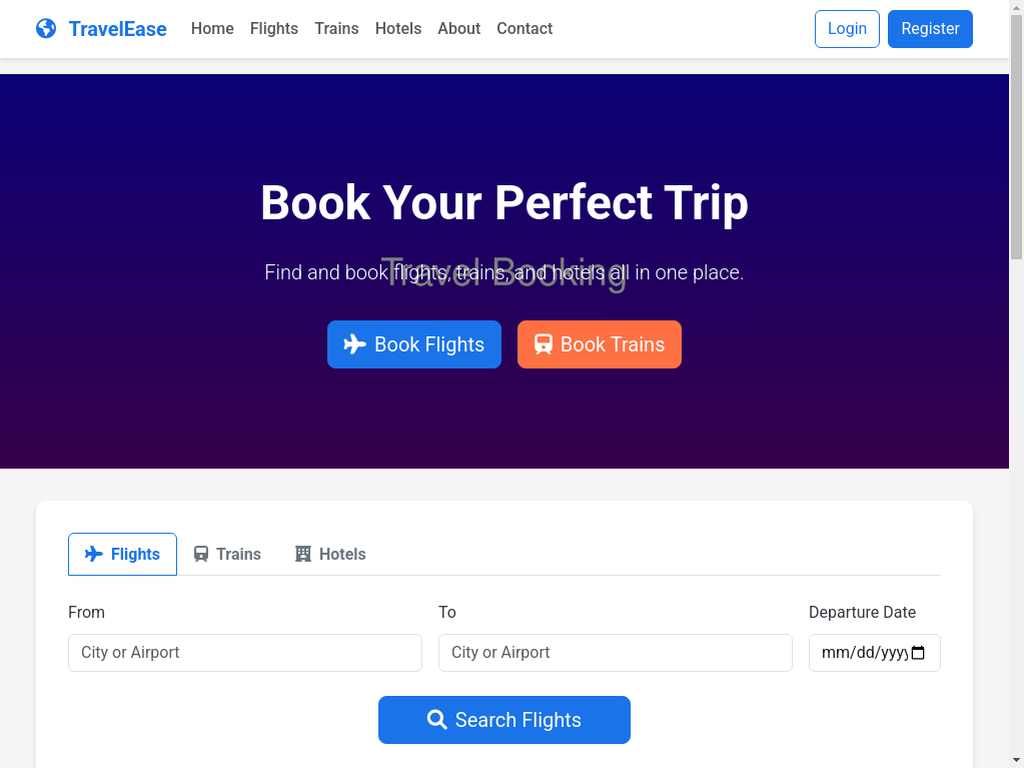 TravelEase Home Flights Trains Hotels About Contact Login Register
Book Your Perfect Trip
Travel Booking
Find and book flights, trains, and hotels all in one place.
Book Flights Book Trains
Flights Trains Hotels
From To Departure Date
City or Airport City or Airport mm/dd/yyyy
Search Flights